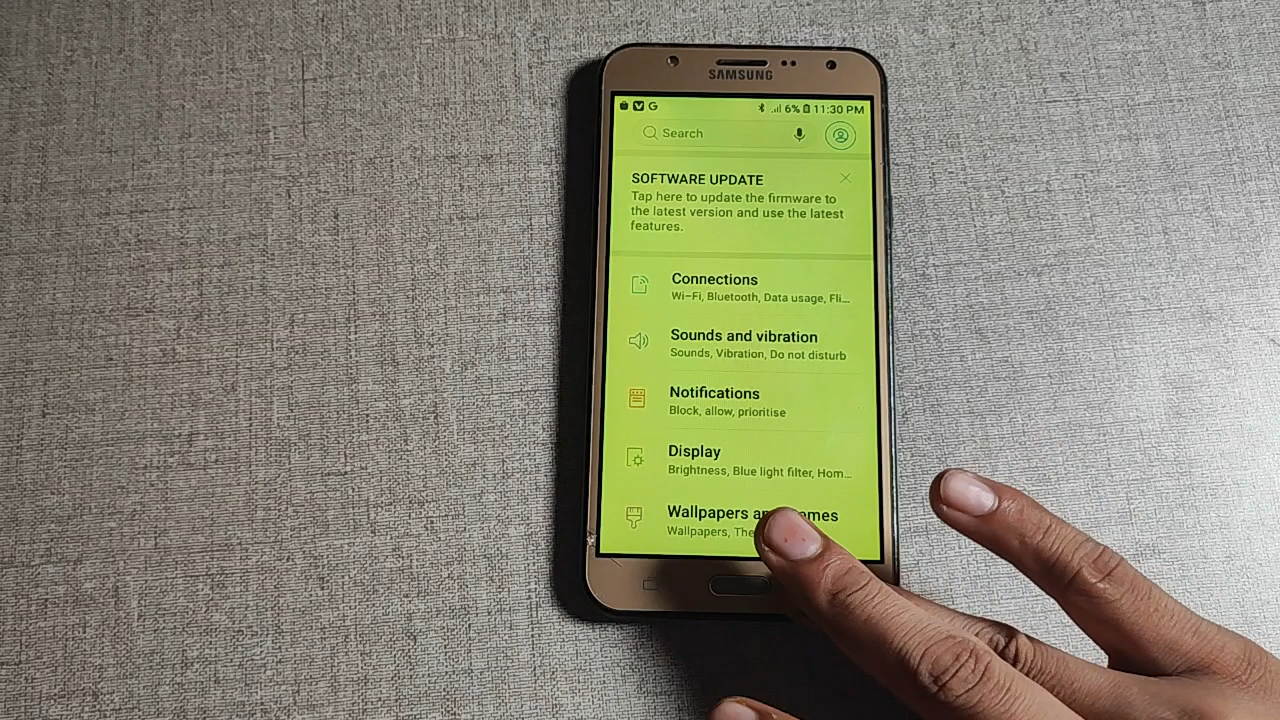 SAMSUNG
6% 11:30 PM
Search
SOFTWARE UPDATE
Tap here to update the firmware to
the latest version and use the latest
features.
Connections
Wi-Fi, Bluetooth, Data usage, Fli...
Sounds and vibration
Sounds, Vibration, Do not disturb
Notifications
Block, allow, prioritise
Display
Brightness, Blue light filter, Hom...
Wallpapers an emes
Wallpapers, The